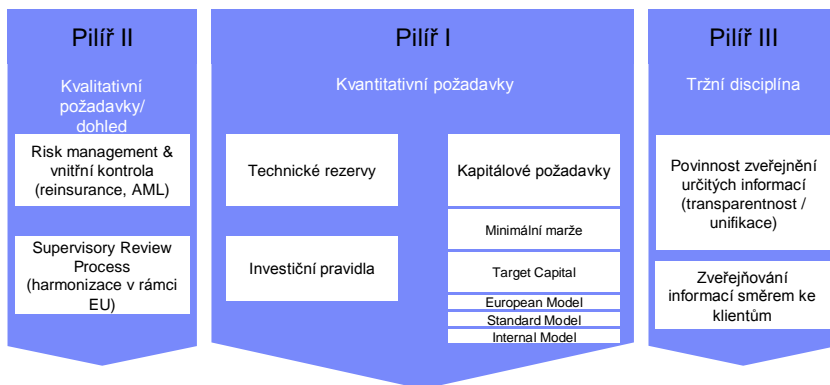 Pilíř II
Kvalitativní
požadavky/
dohled
Risk management &
vnitřní kontrola
(reinsurance, AML)
Supervisory Review
Process
(harmonizace v rámci
EU)
Pilíř I
Kvantitativní požadavky
Technické rezervy
Investiční pravidla
Kapitálové požadavky
Minimální marže
Target Capital
European Model
Standard Model
Internal Model
Pilíř III
Tržní disciplína
Povinnost zveřejnění
určitých informací
(transparentnost /
unifikace)
Zveřejňování
informací směrem ke
klientům